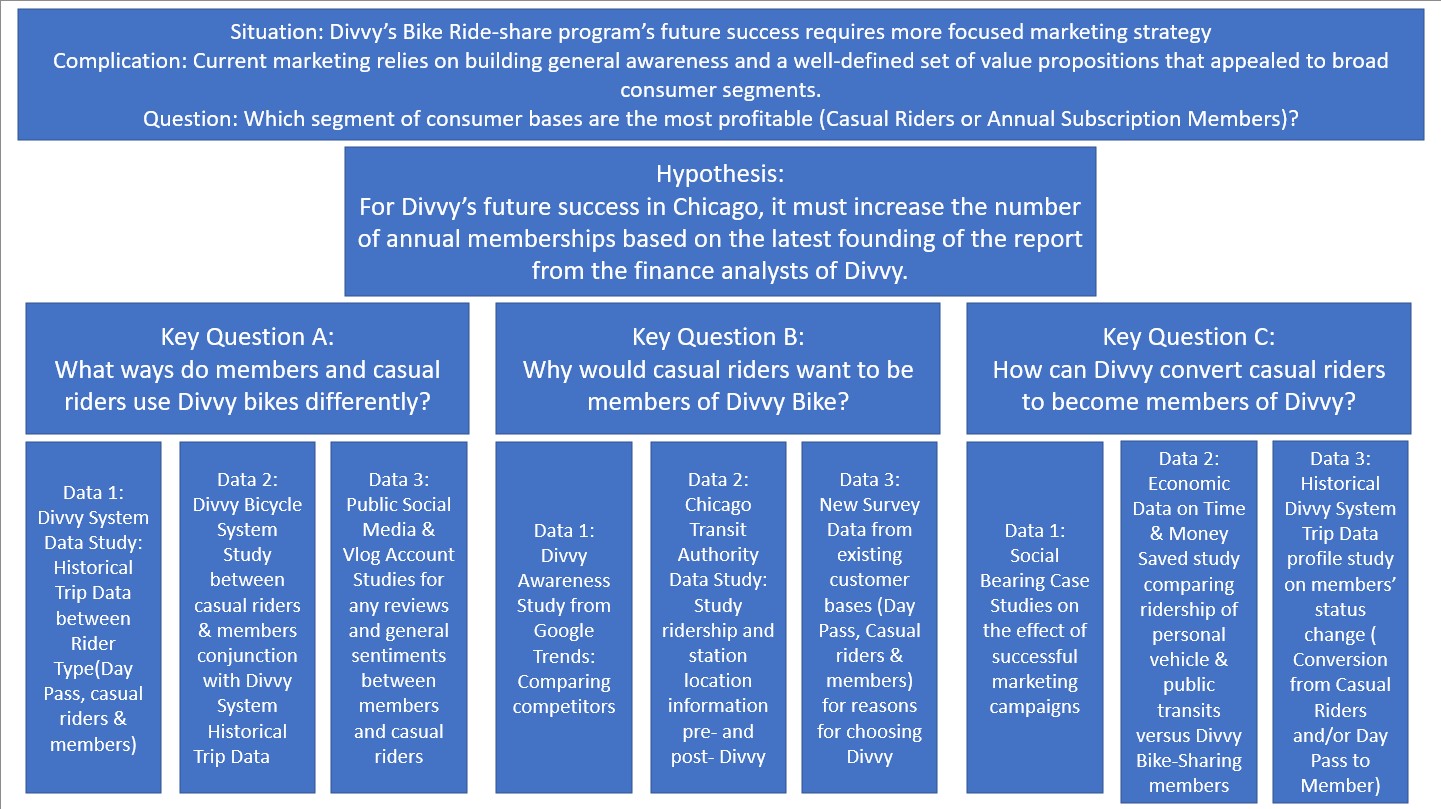 Situation: Divvy’s Bike Ride-share program’s future success requires more focused marketing strategy
Complication: Current marketing relies on building general awareness and a well-defined set of value propositions that appealed to broad
consumer segments.
Question: Which segment of consumer bases are the most profitable (Casual Riders or Annual Subscription Members)?
Hypothesis:
For Divvy’s future success in Chicago, it must increase the number
of annual memberships based on the latest founding of the report
from the finance analysts of Divvy.
Key Question A:
What ways do members and casual
riders use Divvy bikes differently?
Data 1:
Divvy System
Data Study:
Historical
Trip Data
between
Rider
Type(Day
Pass, casual
riders &
members)
Data 2:
Divvy Bicycle
System
Study
between
casual riders
& members
conjunction
with Divvy
System
Historical
Trip Data
Data 3:
Public Social
Media &
Vlog Account
Studies for
any reviews
and general
sentiments
between
members
and casual
riders
Key Question B:
Why would casual riders want to be
members of Divvy Bike?
Data 1:
Divvy
Awareness
Study from
Google
Trends:
Comparing
competitors
Data 2:
Chicago
Transit
Authority
Data Study:
Study
ridership and
station
location
information
pre- and
post- Divvy
Data 3:
New Survey
Data from
existing
customer
bases (Day
Pass, Casual
riders &
members)
for reasons
for choosing
Divvy
Key Question C:
How can Divvy convert casual riders
to become members of Divvy?
Data 1:
Social
Bearing Case
Studies on
the effect of
successful
marketing
campaigns
Data 2:
Economic
Data on Time
& Money
Saved study
comparing
ridership of
personal
vehicle &
public
transits
versus Divvy
Bike-Sharing
members
Data 3:
Historical
Divvy System
Trip Data
profile study
on members’
status
change (
Conversion
from Casual
Riders
and/or Day
Pass to
Member)